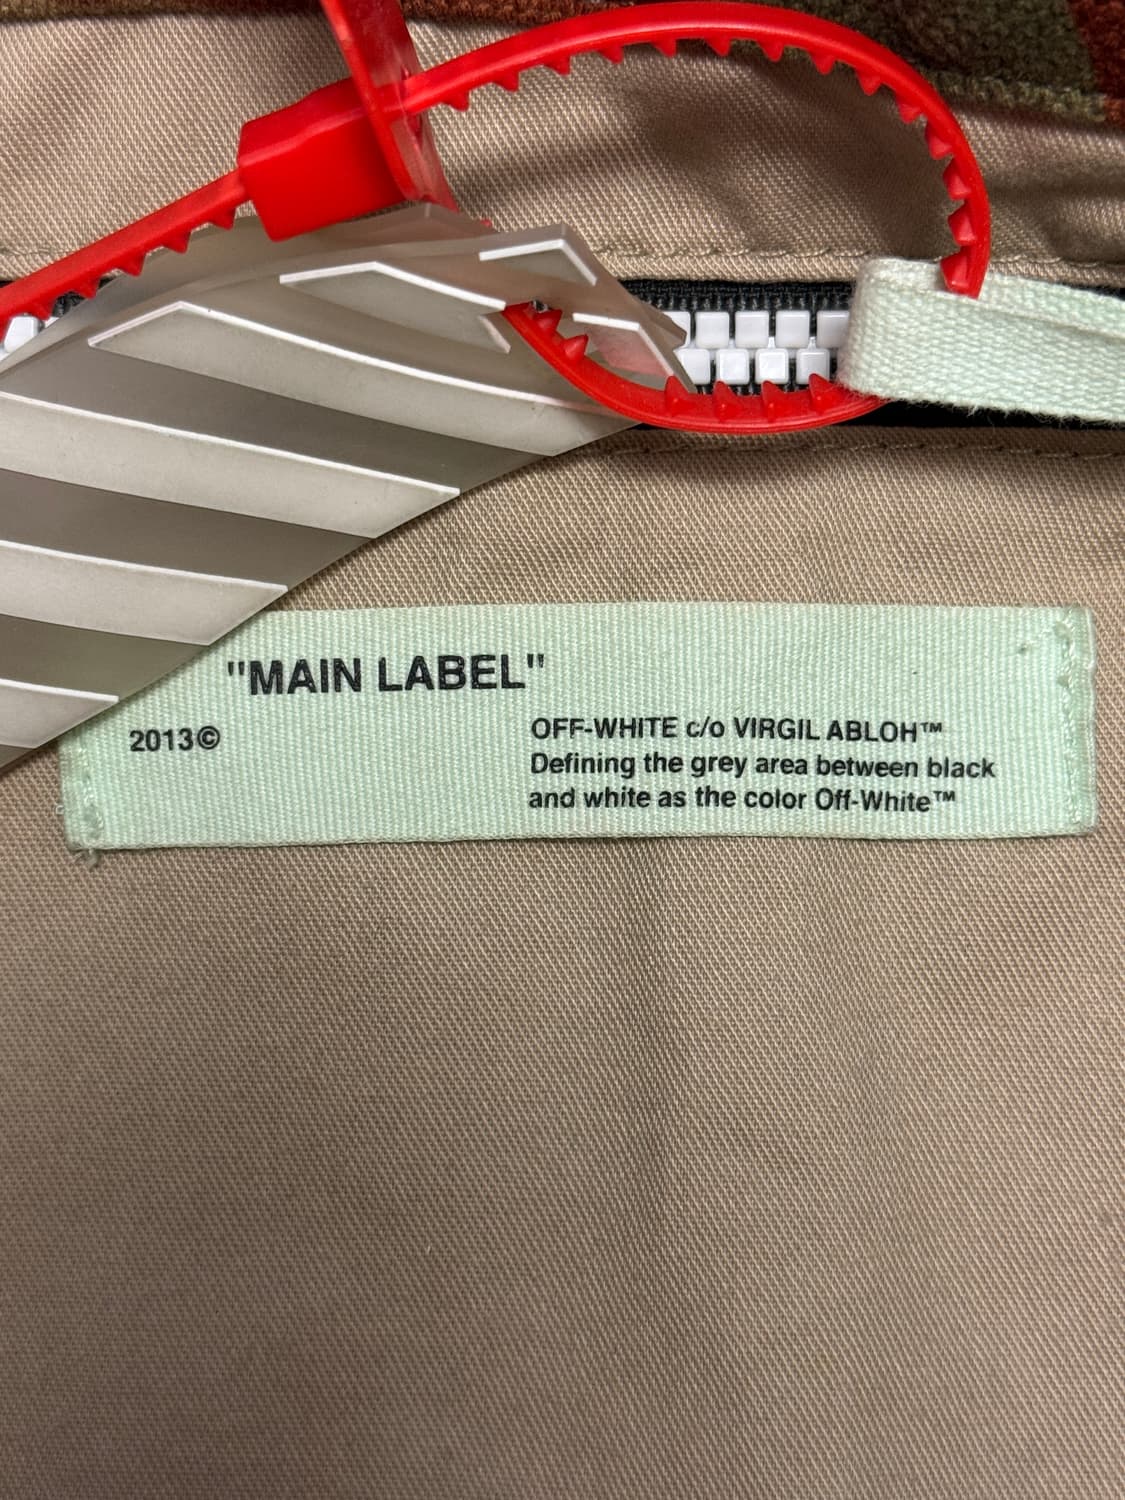 "MAIN LABEL"
2013©
OFF-WHITE c/o VIRGIL ABLOH™
Defining the grey area between black
and white as the color Off-White™